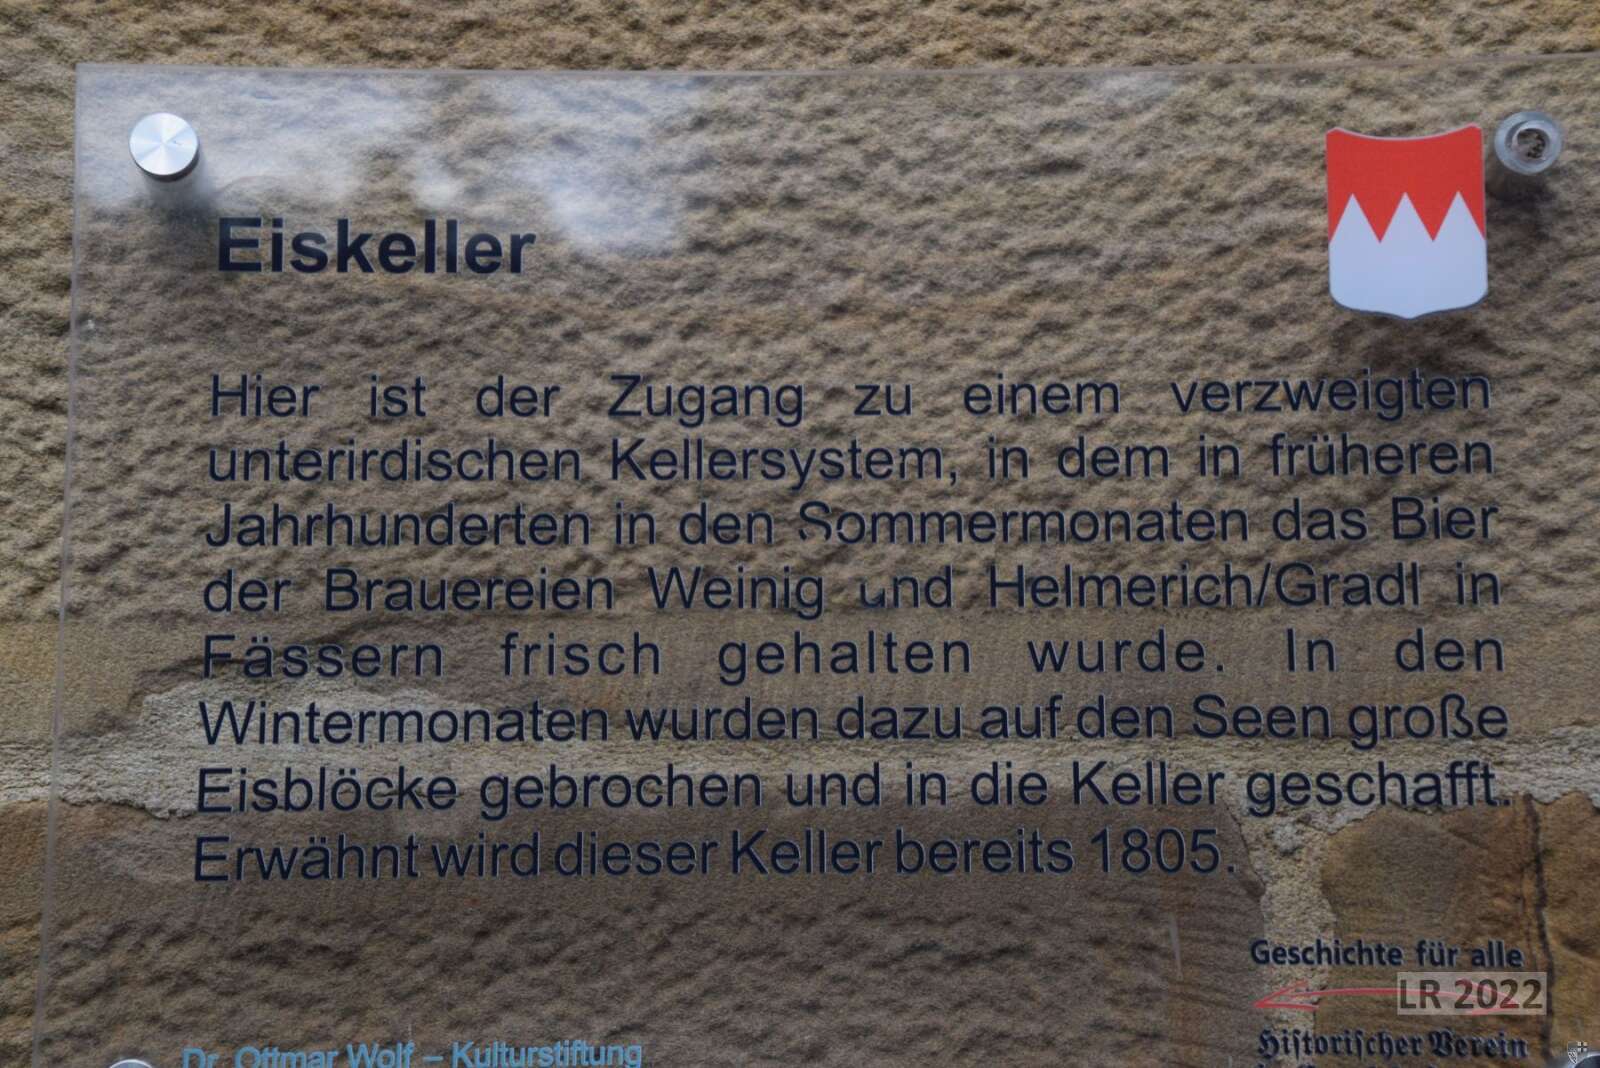 Eiskeller
Hier ist der Zugang zu einem verzweigten
unterirdischen Kellersystem, in dem in früheren
Jahrhunderten in den Sommermonaten das Bier
der Brauereien Weinig und Helmerich/Gradl in
Fässern frisch gehalten wurde. In den
Wintermonaten wurden dazu auf den Seen große
Eisblöcke gebrochen und in die Keller geschafft.
Erwähnt wird dieser Keller bereits 1805.
Geschichte für alle
LR 2022
Historischer Verein
Dr. Ottmar Wolf – Kulturstiftung